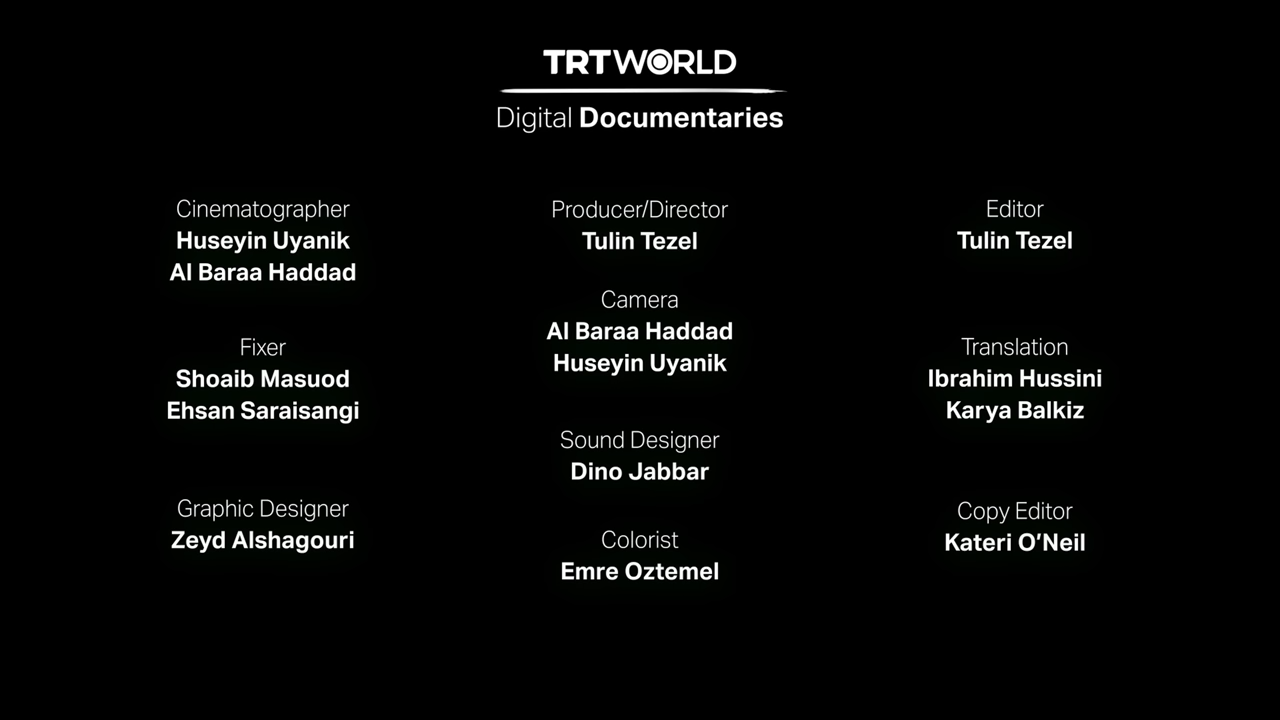 TRTWORLD
Digital Documentaries
Cinematographer
Huseyin Uyanik
Al Baraa Haddad
Fixer
Shoaib Masuod
Ehsan Saraisangi
Graphic Designer
Zeyd Alshagouri
Producer/Director
Tulin Tezel
Camera
Al Baraa Haddad
Huseyin Uyanik
Sound Designer
Dino Jabbar
Colorist
Emre Oztemel
Editor
Tulin Tezel
Translation
Ibrahim Hussini
Karya Balkiz
Copy Editor
Kateri O’Neil